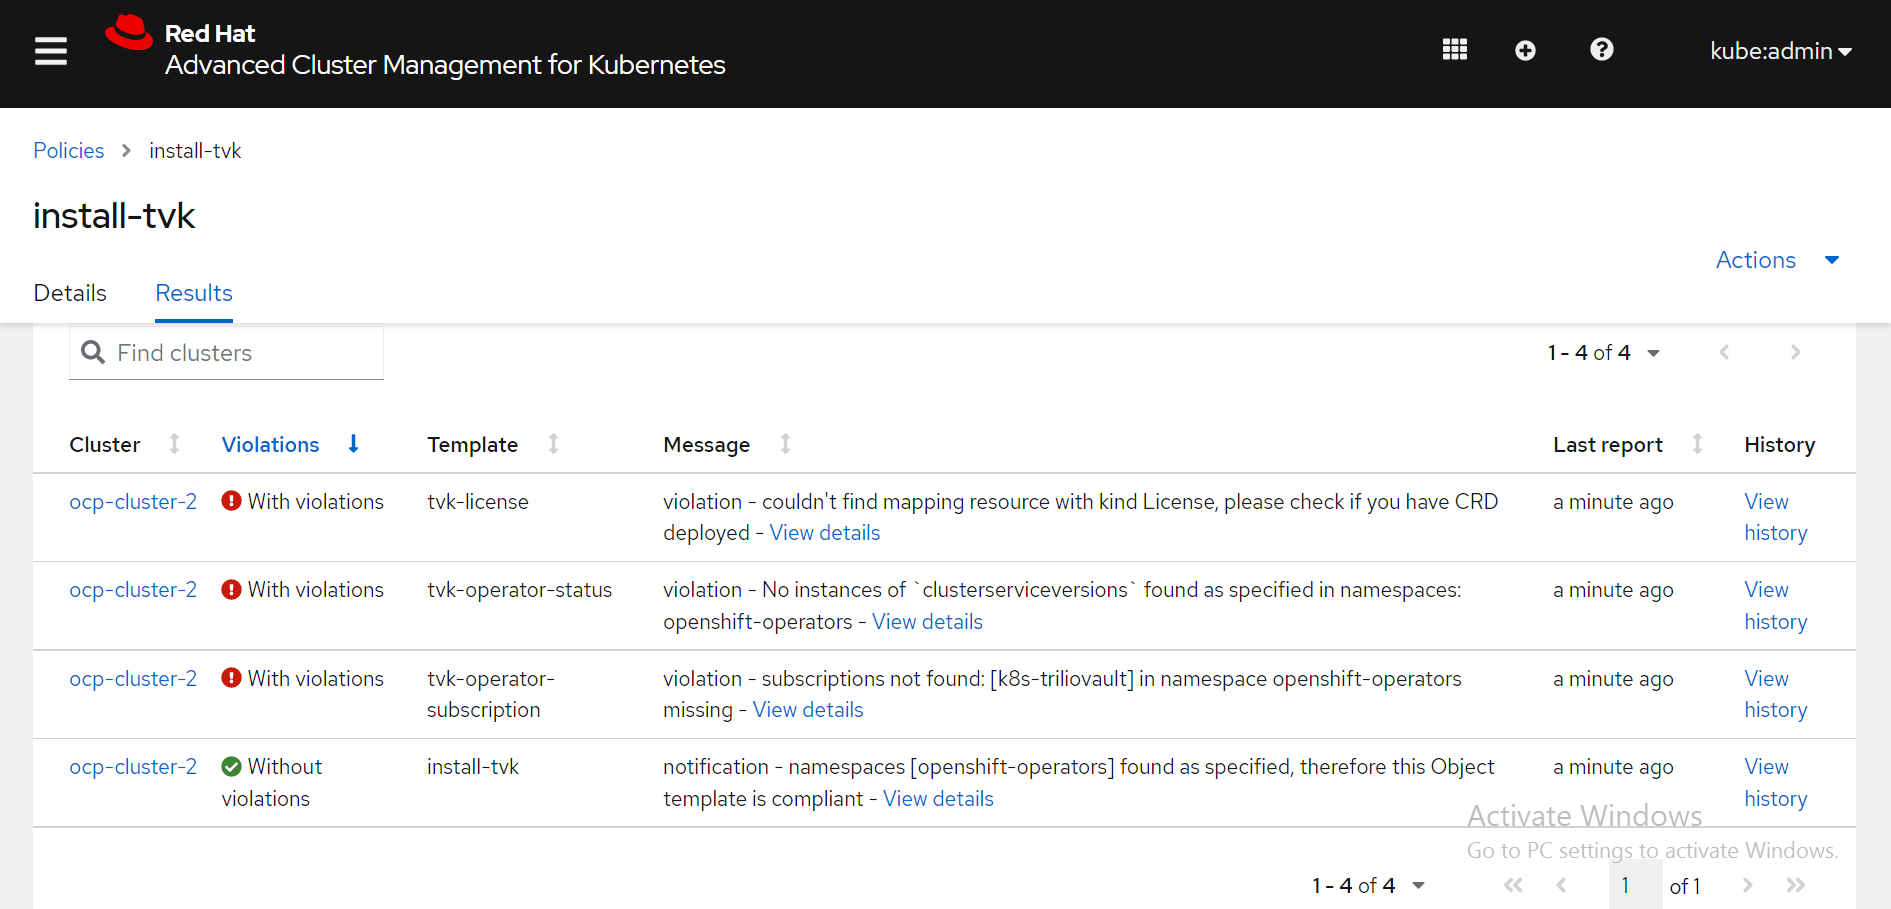 Red Hat
Advanced Cluster Management for Kubernetes
kube:admin
Policies install-tvk
install-tvk
Actions
Details Results
Find clusters
1 - 4 of 4
Cluster Violations Template Message Last report History
ocp-cluster-2 With violations tvk-license violation - couldn't find mapping resource with kind License, please check if you have CRD a minute ago View
deployed - View details history
ocp-cluster-2 With violations tvk-operator-status violation - No instances of `clusterserviceversions` found as specified in namespaces: a minute ago View
openshift-operators - View details history
ocp-cluster-2 With violations tvk-operator- violation - subscriptions not found: [k8s-triliovault] in namespace openshift-operators a minute ago View
subscription missing - View details history
ocp-cluster-2 Without install-tvk notification - namespaces [openshift-operators] found as specified, therefore this Object a minute ago View
violations template is compliant - View details history
Activate Windows
Go to PC settings to activate Windows.
1 - 4 of 4 1 of 1